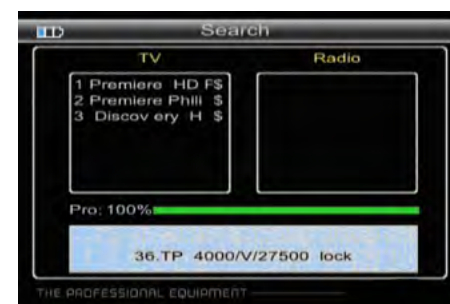 Search
TV
Radio
1 Premiere HD F$
2 Premiere Phili $
3 Discov ery H $
Pro: 100%
36.TP 4000/V/27500 lock
THE PROFESSIONAL EQUIPMENT